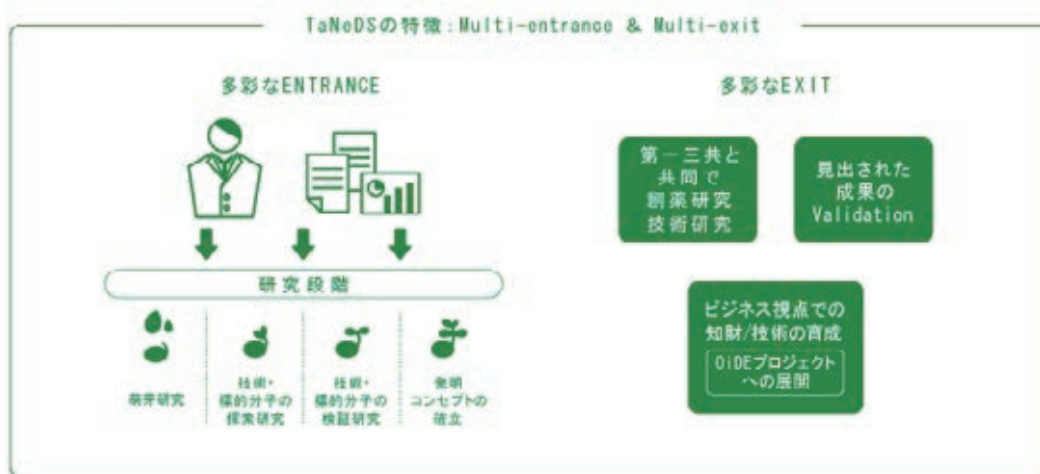 TaNeDSの特徴:Multi-entrance & Multi-exit
多彩なENTRANCE
研究段階
萌芽研究
技術・
標的分子の
探索研究
技術・
標的分子の
検証研究
発明
コンセプトの
確立
多彩なEXIT
第一三共と
共同で
創薬研究
技術研究
見出された
成果の
Validation
ビジネス視点での
知財/技術の育成
OiDEプロジェクト
への展開